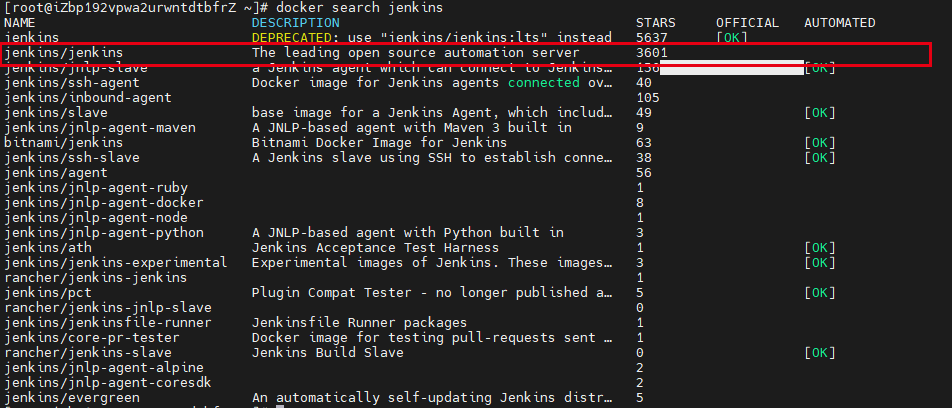 [root@iZbp192vpwa2urwntdtbfrZ ~]# docker search jenkins
NAME DESCRIPTION STARS OFFICIAL AUTOMATED
jenkins DEPRECATED: use "jenkins/jenkins:lts" instead 5637 [OK]
jenkins/jenkins The leading open source automation server 3601
jenkins/jnlp-slave a Jenkins agent which can connect to Jenkins… 156 [OK]
jenkins/ssh-agent Docker image for Jenkins agents connected ov… 40
jenkins/inbound-agent 105
jenkins/slave base image for a Jenkins Agent, which includ… 49 [OK]
jenkins/jnlp-agent-maven A JNLP-based agent with Maven 3 built in 9
bitnami/jenkins Bitnami Docker Image for Jenkins 63 [OK]
jenkins/ssh-slave A Jenkins slave using SSH to establish conne… 38 [OK]
jenkins/agent 56
jenkins/jnlp-agent-ruby 1
jenkins/jnlp-agent-docker 8
jenkins/jnlp-agent-node 1
jenkins/jnlp-agent-python A JNLP-based agent with Python built in 3
jenkins/ath Jenkins Acceptance Test Harness 1 [OK]
jenkins/jenkins-experimental Experimental images of Jenkins. These images… 3 [OK]
rancher/jenkins-jenkins 1
jenkins/pct Plugin Compat Tester - no longer published a… 5 [OK]
rancher/jenkins-jnlp-slave 0
jenkins/jenkinsfile-runner Jenkinsfile Runner packages 1
jenkins/core-pr-tester Docker image for testing pull-requests sent … 1
rancher/jenkins-slave Jenkins Build Slave 0 [OK]
jenkins/jnlp-agent-alpine 2
jenkins/jnlp-agent-coresdk 2
jenkins/evergreen An automatically self-updating Jenkins distr… 5